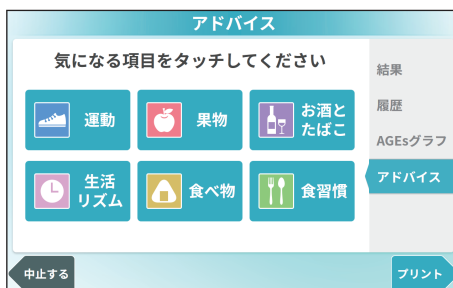 アドバイス
気になる項目をタッチしてください
運動
果物
お酒と
たばこ
生活
リズム
食べ物
食習慣
結果
履歴
AGEsグラフ
アドバイス
中止する
プリント